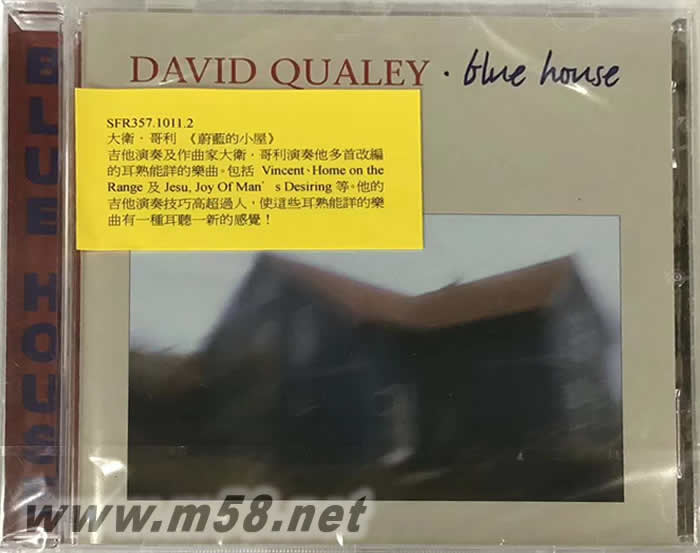 DAVID QUALEY · blue house
SFR357.1011.2
大衛．哥利 《蔚藍的小屋》
吉他演奏及作曲家大衛．哥利演奏他多首改編
的耳熟能詳的樂曲。包括 Vincent、Home on the
Range 及 Jesu, Joy Of Man's Desiring 等。他的
吉他演奏技巧高超過人，使這些耳熟能詳的樂
曲有一種耳聽一新的感覺！
BLUE HOUS
www.m58.net